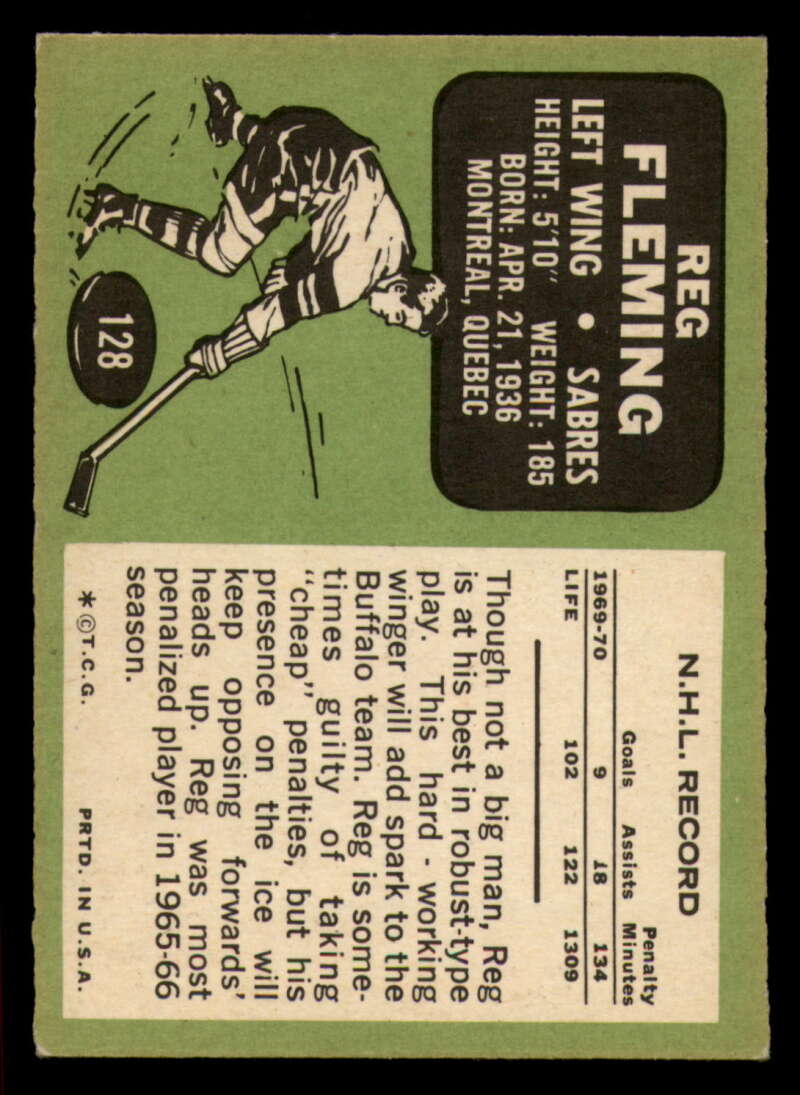 REG
FLEMING
LEFT WING • SABRES
HEIGHT: 5'10" WEIGHT: 185
BORN: APR. 21, 1936
MONTREAL, QUEBEC
128
N.H.L. RECORD
Goals Assists Penalty Minutes
1969-70 9 18 134
LIFE 102 122 1309
Though not a big man, Reg
is at his best in robust-type
play. This hard - working
winger will add spark to the
Buffalo team. Reg is some-
times guilty of taking
"cheap" penalties, but his
presence on the ice will
keep opposing forwards'
heads up. Reg was most
penalized player in 1965-66
season.
*©T.C.G. PRTD. IN U.S.A.